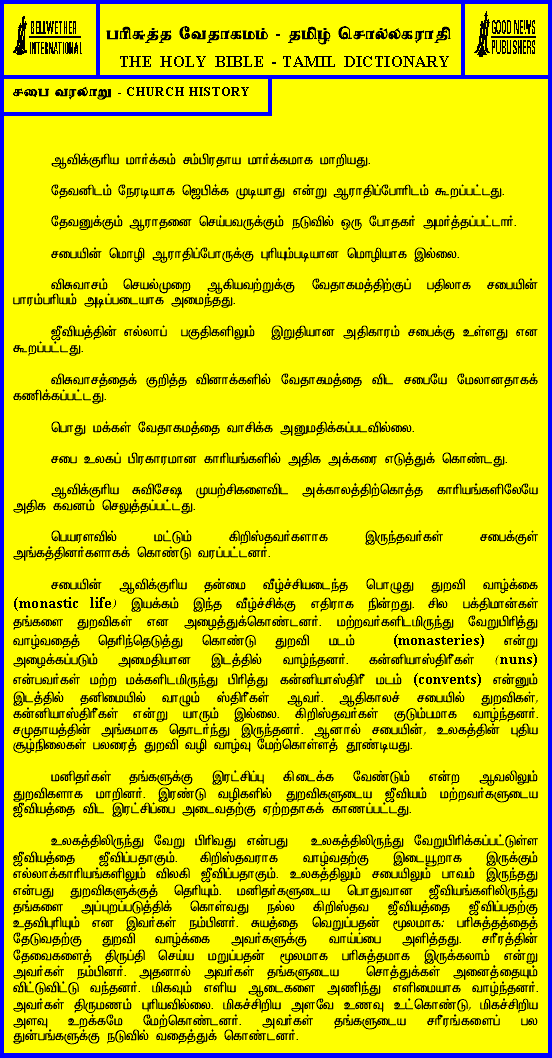 BELLWETHER
INTERNATIONAL
பரிசுத்த வேதாகமம் - தமிழ் சொல்லகராதி
THE HOLY BIBLE - TAMIL DICTIONARY
GOOD NEWS
PUBLISHERS
சபை வரலாறு - CHURCH HISTORY
ஆவிக்குரிய மார்க்கம் சம்பிரதாய மார்க்கமாக மாறியது.
தேவனிடம் நேரடியாக ஜெபிக்க முடியாது என்று ஆராதிப்போரிடம் கூறப்பட்டது.
தேவனுக்கும் ஆராதனை செய்பவருக்கும் நடுவில் ஒரு போதகர் அமர்த்தப்பட்டார்.
சபையின் மொழி ஆராதிப்போருக்கு புரியும்படியான மொழியாக இல்லை.
விசுவாசம் செயல்முறை ஆகியவற்றுக்கு வேதாகமத்திற்குப் பதிலாக சபையின்
பாரம்பரியம் அடிப்படையாக அமைந்தது.
ஜீவியத்தின் எல்லாப் பகுதிகளிலும் இறுதியான அதிகாரம் சபைக்கு உள்ளது என
கூறப்பட்டது.
விசுவாசத்தைக் குறித்த வினாக்களில் வேதாகமத்தை விட சபையே மேலானதாகக்
கணிக்கப்பட்டது.
பொது மக்கள் வேதாகமத்தை வாசிக்க அனுமதிக்கப்படவில்லை.
சபை உலகப் பிரகாரமான காரியங்களில் அதிக அக்கரை எடுத்துக் கொண்டது.
ஆவிக்குரிய சுவிசேஷ முயற்சிகளைவிட அக்காலத்திற்கொத்த காரியங்களிலேயே
அதிக கவனம் செலுத்தப்பட்டது.
பெயரளவில் மட்டும் கிறிஸ்தவர்களாக இருந்தவர்கள் சபைக்குள்
அங்கத்தினர்களாகக் கொண்டு வரப்பட்டனர்.
சபையின் ஆவிக்குரிய தன்மை வீழ்ச்சியடைந்த பொழுது துறவி வாழ்க்கை
(monastic life) இயக்கம் இந்த வீழ்ச்சிக்கு எதிராக நின்றது. சில பக்திமான்கள்
தங்களை துறவிகள் என அழைத்துக்கொண்டனர். மற்றவர்களிடமிருந்து வேறுபிரித்து
வாழ்வதைத் தெரிந்தெடுத்து கொண்டு துறவி மடம் (monasteries) என்று
அழைக்கப்படும் அமைதியான இடத்தில் வாழ்ந்தனர். கன்னியாஸ்திரீகள் (nuns)
என்பவர்கள் மற்ற மக்களிடமிருந்து பிரித்து கன்னியாஸ்திரீ மடம் (convents) என்னும்
இடத்தில் தனிமையில் வாழும் ஸ்திரீகள் ஆவர். ஆதிகாலச் சபையில் துறவிகள்,
கன்னியாஸ்திரீகள் என்று யாரும் இல்லை. கிறிஸ்தவர்கள் குடும்பமாக வாழ்ந்தனர்.
சமுதாயத்தின் அங்கமாக தொடர்ந்து இருந்தனர். ஆனால் சபையின், உலகத்தின் புதிய
சூழ்நிலைகள் பலரைத் துறவி வழி வாழ்வு மேற்கொள்ளத் தூண்டியது.
மனிதர்கள் தங்களுக்கு இரட்சிப்பு கிடைக்க வேண்டும் என்ற ஆவலிலும்
துறவிகளாக மாறினர். இரண்டு வழிகளில் துறவிகளுடைய ஜீவியம் மற்றவர்களுடைய
ஜீவியத்தை விட இரட்சிப்பை அடைவதற்கு ஏற்றதாகக் காணப்பட்டது.
உலகத்திலிருந்து வேறு பிரிவது என்பது உலகத்திலிருந்து வேறுபிரிக்கப்பட்டுள்ள
ஜீவியத்தை ஜீவிப்பதாகும். கிறிஸ்தவராக வாழ்வதற்கு இடையூறாக இருக்கும்
எல்லாக்காரியங்களிலும் விலகி ஜீவிப்பதாகும். உலகத்திலும் சபையிலும் பாவம் இருந்தது
என்பது துறவிகளுக்குத் தெரியும். மனிதர்களுடைய பொதுவான ஜீவியங்களிலிருந்து
தங்களை அப்புறப்படுத்திக் கொள்வது நல்ல கிறிஸ்தவ ஜீவியத்தை ஜீவிப்பதற்கு
உதவிபுரியும் என இவர்கள் நம்பினர். சுயத்தை வெறுப்பதன் மூலமாக; பரிசுத்தத்தைத்
தேடுவதற்கு துறவி வாழ்க்கை அவர்களுக்கு வாய்ப்பை அளித்தது. சரீரத்தின்
தேவைகளைத் திருப்தி செய்ய மறுப்பதன் மூலமாக பரிசுத்தமாக இருக்கலாம் என்று
அவர்கள் நம்பினர். அதனால் அவர்கள் தங்களுடைய சொத்துக்கள் அனைத்தையும்
விட்டுவிட்டு வந்தனர். மிகவும் எளிய ஆடைகளை அணிந்து எளிமையாக வாழ்ந்தனர்.
அவர்கள் திருமணம் புரியவில்லை. மிகச்சிறிய அளவே உணவு உட்கொண்டு, மிகச்சிறிய
அளவு உறக்கமே மேற்கொண்டனர். அவர்கள் தங்களுடைய சரீரங்களைப் பல
துன்பங்களுக்கு நடுவில் வதைத்துக் கொண்டனர்.